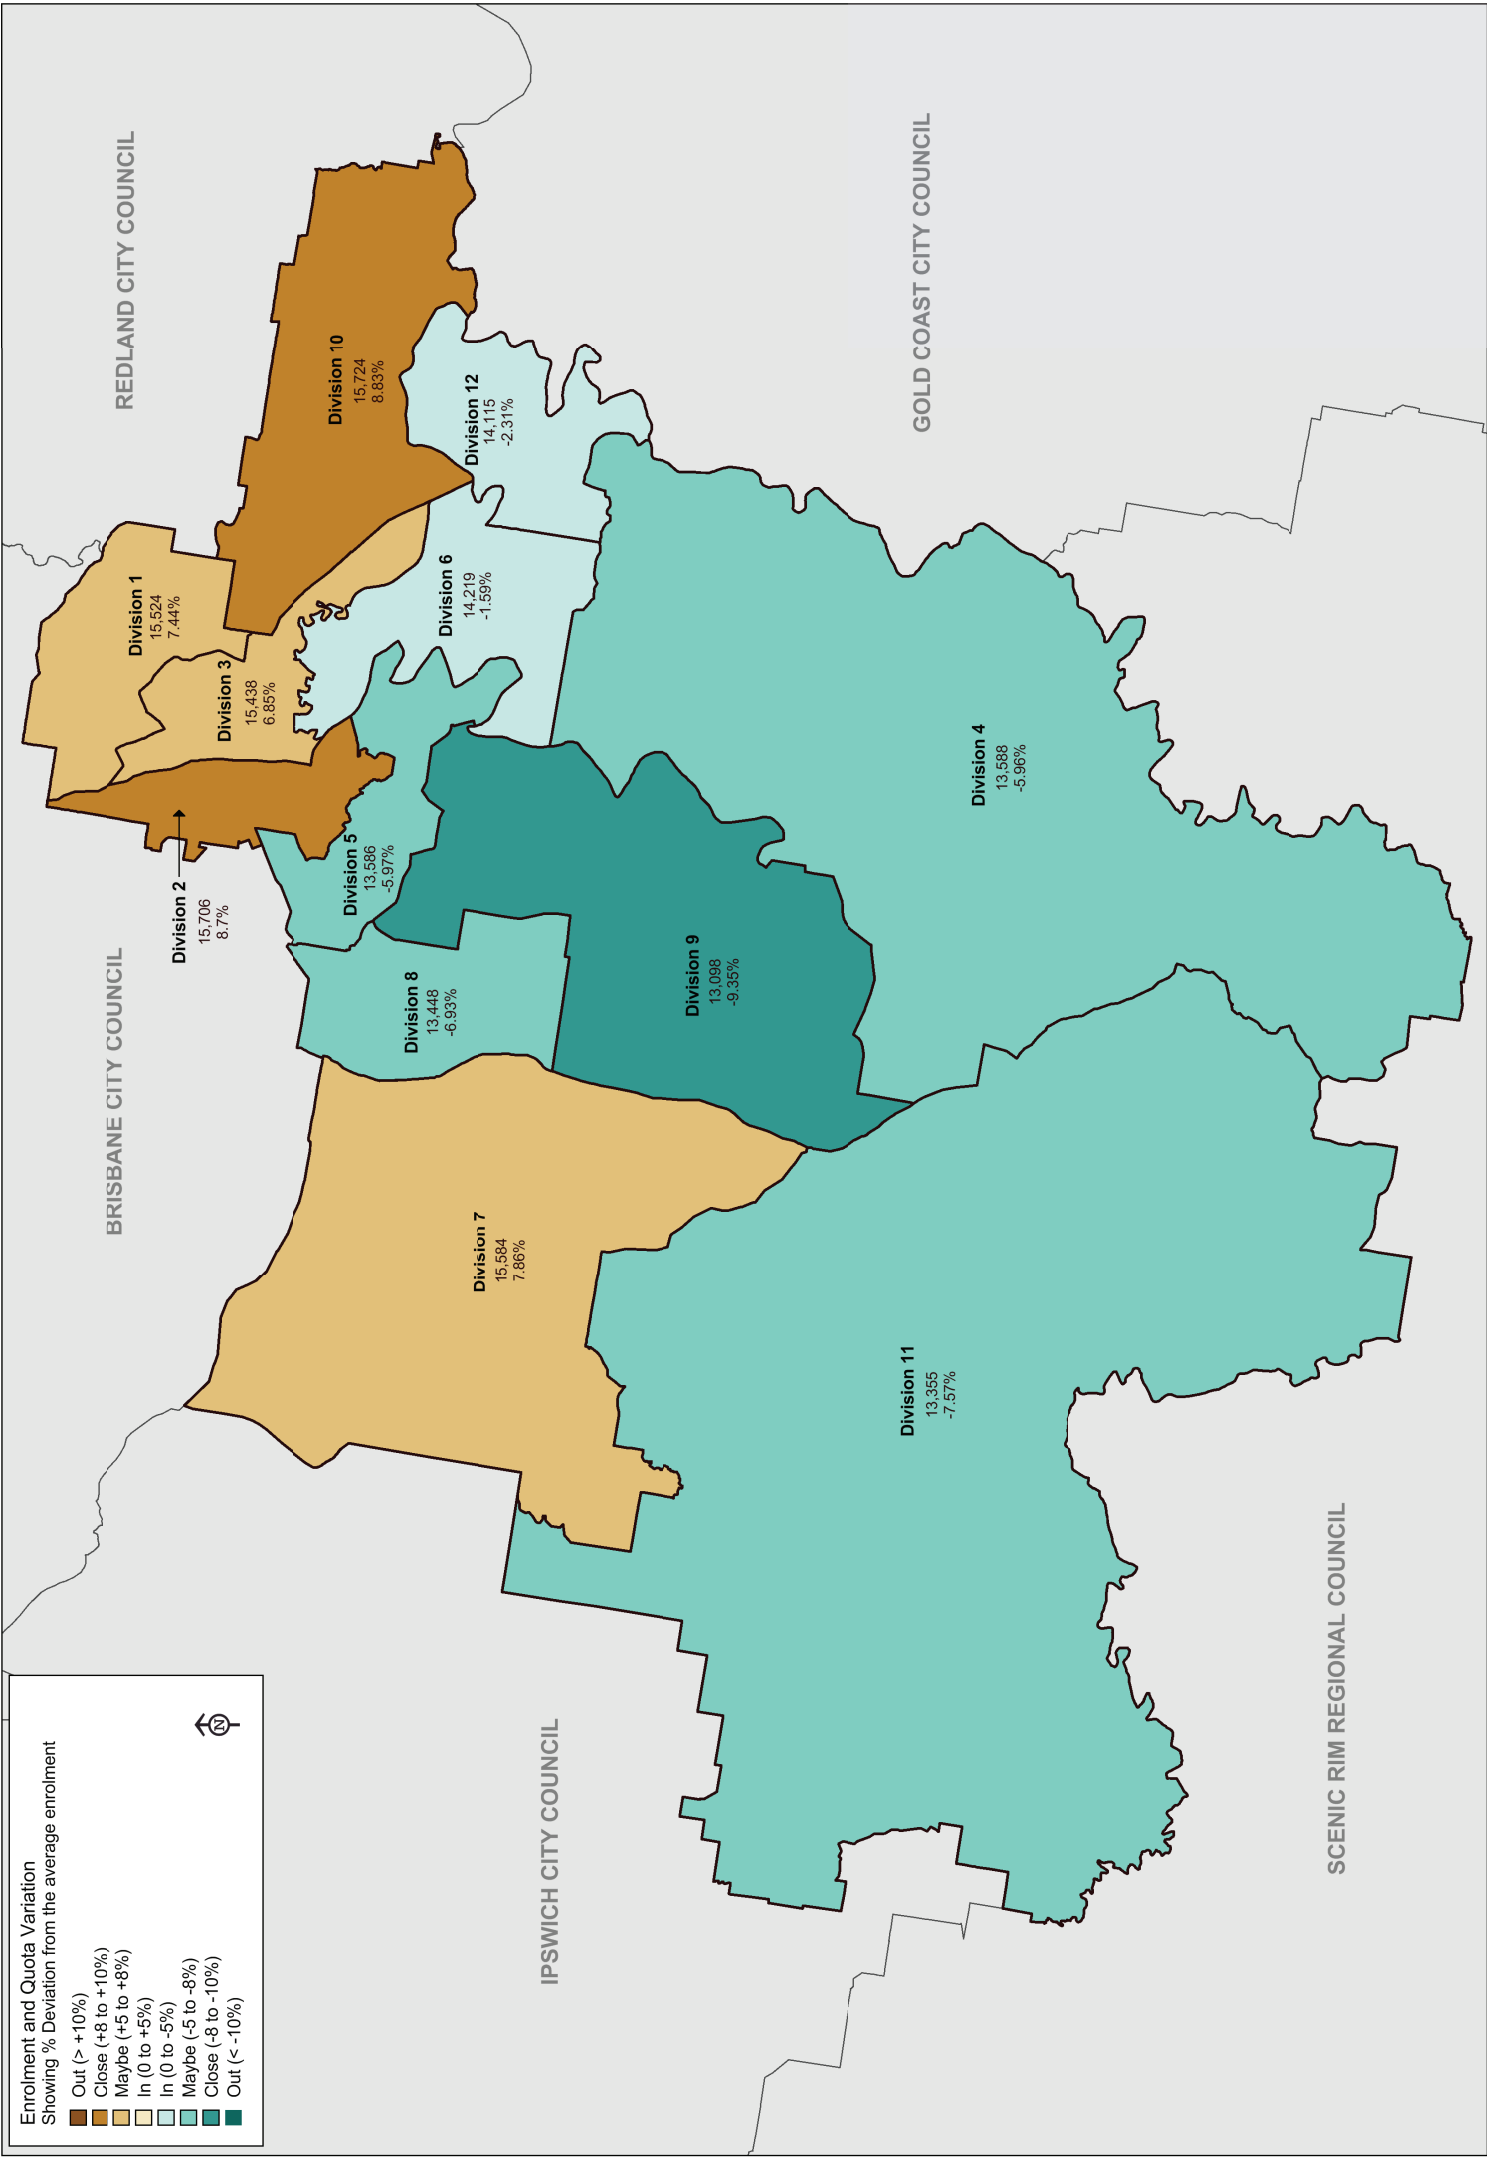 Enrolment and Quota Variation
Showing % Deviation from the average enrolment
Out (> +10%)
Close (+8 to +10%)
Maybe (+5 to +8%)
In (0 to +5%)
In (0 to -5%)
Maybe (-5 to -8%)
Close (-8 to -10%)
Out (< -10%)
N
BRISBANE CITY COUNCIL
REDLAND CITY COUNCIL
Division 1
15,524
7.44%
Division 2
15,706
8.7%
Division 3
15,438
6.85%
Division 10
15,724
8.83%
Division 5
13,586
-5.97%
Division 8
13,448
-6.93%
Division 6
14,219
-1.59%
Division 12
14,115
-2.31%
Division 7
15,584
7.86%
IPSWICH CITY COUNCIL
Division 9
13,098
-9.35%
Division 11
13,355
-7.57%
GOLD COAST CITY COUNCIL
Division 4
13,588
-5.96%
SCENIC RIM REGIONAL COUNCIL